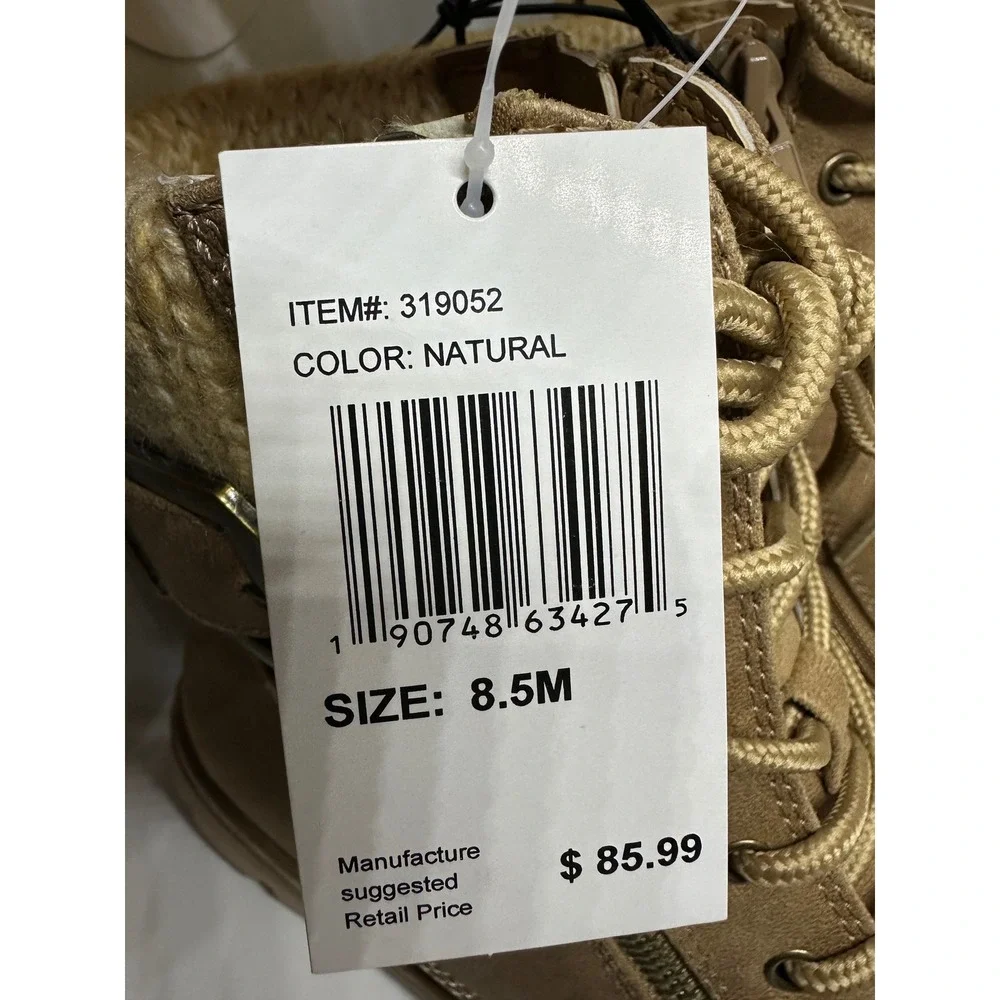 ITEM#: 319052
COLOR: NATURAL
1 90748 63427 5
SIZE: 8.5M
Manufacture
suggested
Retail Price
$ 85.99